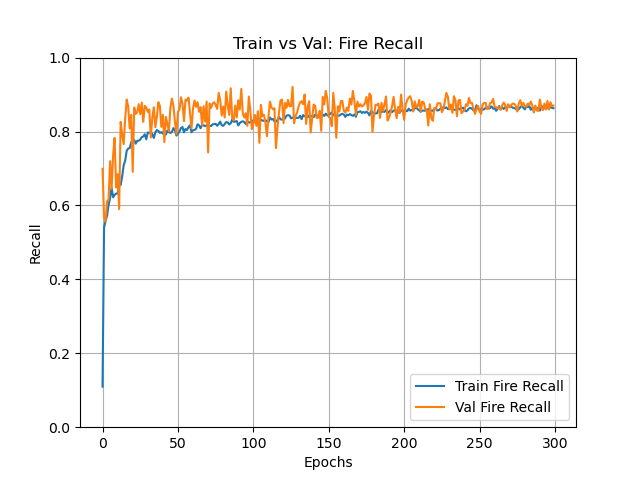 Train vs Val: Fire Recall
1.0
0.8
0.6
0.4
0.2
0.0
Recall
0
50
100
150
200
250
300
Epochs
Train Fire Recall
Val Fire Recall